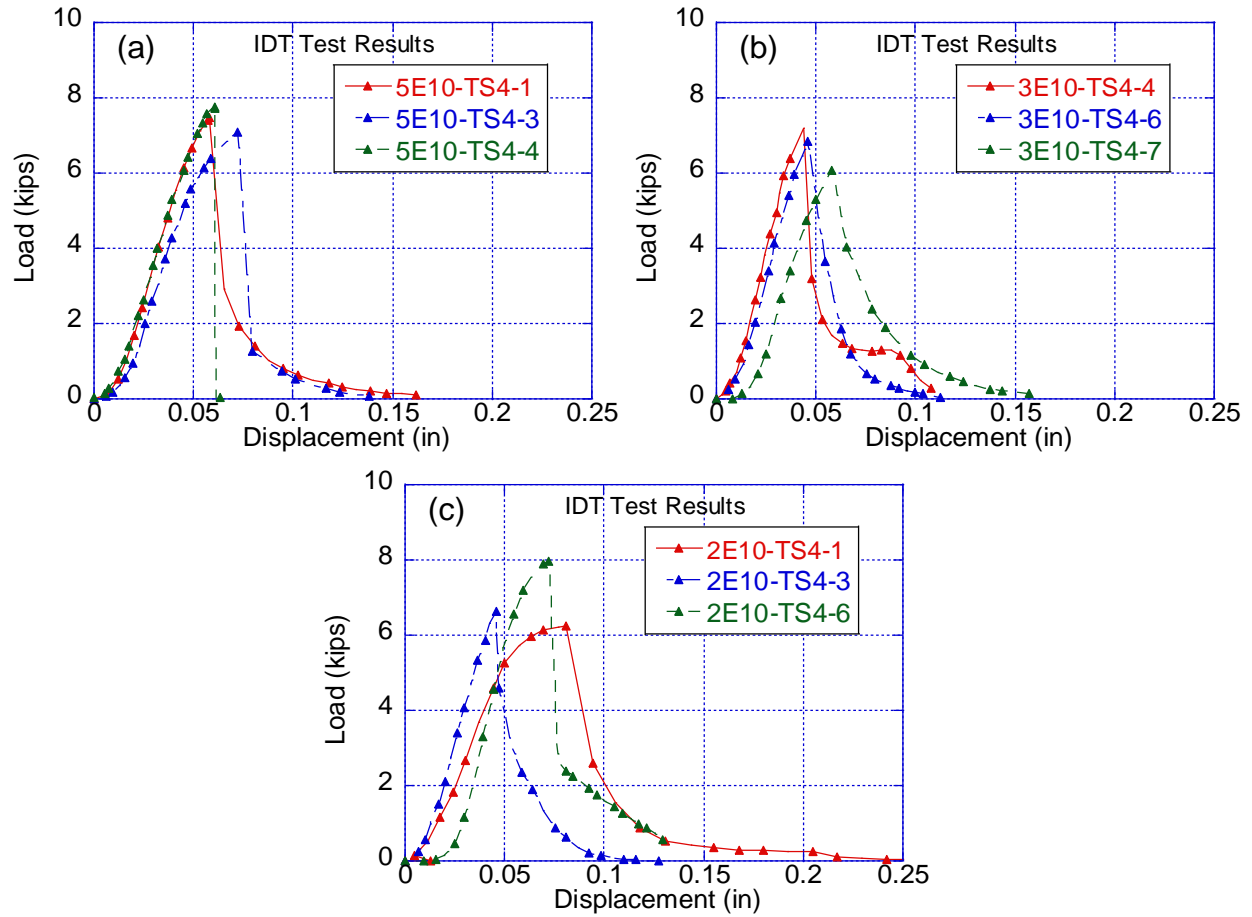 (a)
IDT Test Results
5E10-TS4-1
5E10-TS4-3
5E10-TS4-4
10
8
6
4
2
0
Load (kips)
0 0.05 0.1 0.15 0.2 0.25
Displacement (in)
(b)
IDT Test Results
3E10-TS4-4
3E10-TS4-6
3E10-TS4-7
10
8
6
4
2
0
Load (kips)
0 0.05 0.1 0.15 0.2 0.25
Displacement (in)
(c)
IDT Test Results
2E10-TS4-1
2E10-TS4-3
2E10-TS4-6
10
8
6
4
2
0
Load (kips)
0 0.05 0.1 0.15 0.2 0.25
Displacement (in)